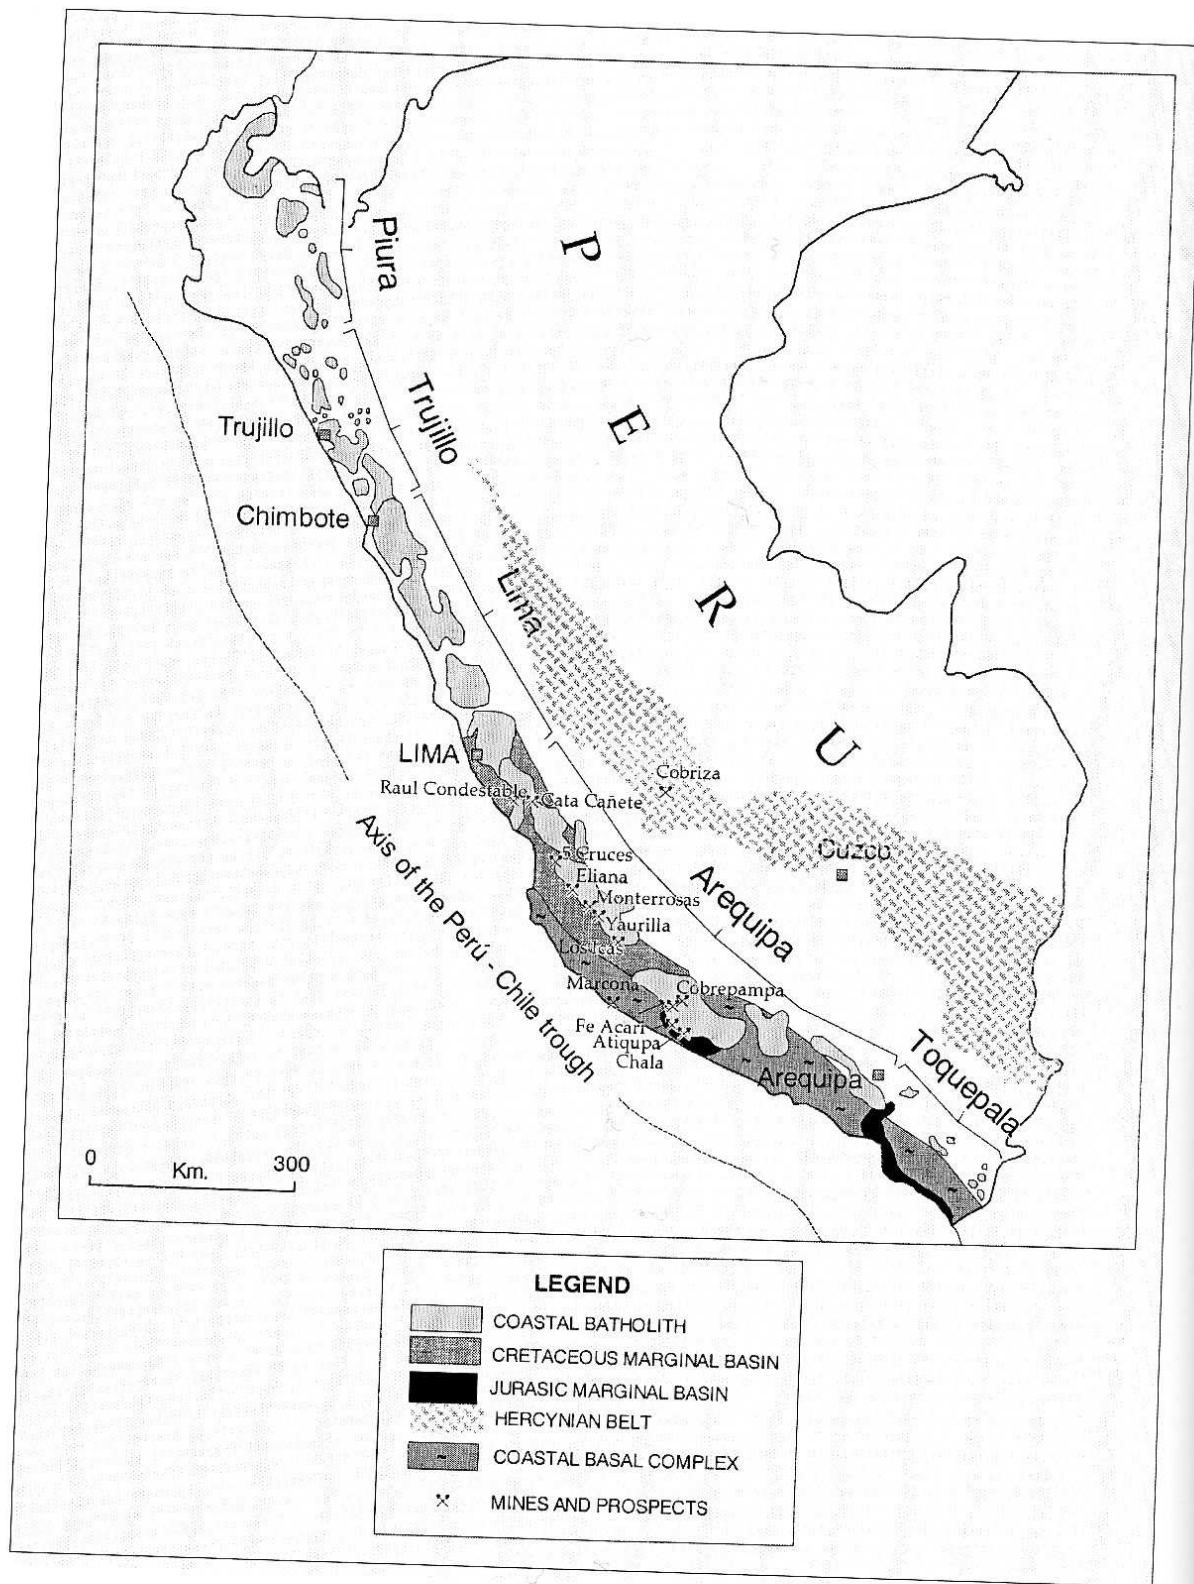 Piura
P
E
R
U
Trujillo
Trujillo
Chimbote
Lima
LIMA
Cobriza
Raul Condestable
Cata Cañete
Cuzco
5 Cruces
Eliana
Monterrosas
Yaurilla
Los Icas
Arequipa
Axis of the Perú - Chile trough
Marcona
Cobrepampa
Fe Acarí
Atiqupa
Chala
Arequipa
Toquepala
0 300
Km.
LEGEND
COASTAL BATHOLITH
CRETACEOUS MARGINAL BASIN
JURASIC MARGINAL BASIN
HERCYNIAN BELT
COASTAL BASAL COMPLEX
MINES AND PROSPECTS